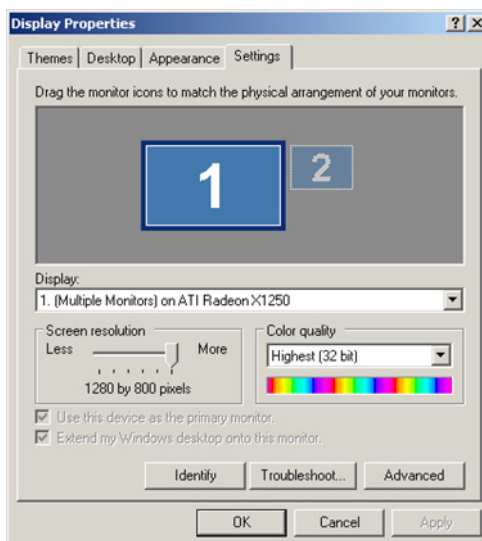 Display Properties
Themes Desktop Appearance Settings
Drag the monitor icons to match the physical arrangement of your monitors.
1 2
Display:
1. (Multiple Monitors) on ATI Radeon X1250
Screen resolution Color quality
Less More Highest (32 bit)
1280 by 800 pixels
Use this device as the primary monitor.
Extend my Windows desktop onto this monitor.
Identify Troubleshoot... Advanced
OK Cancel Apply